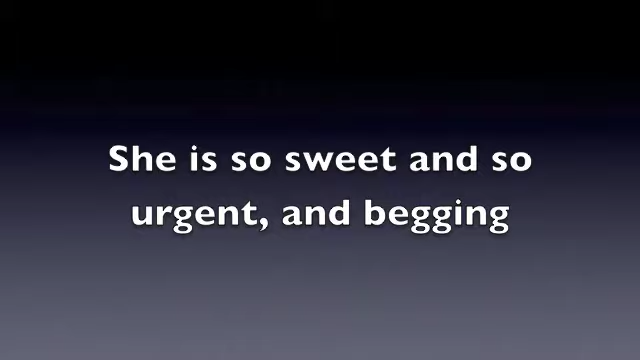 She is so sweet and so
urgent, and begging